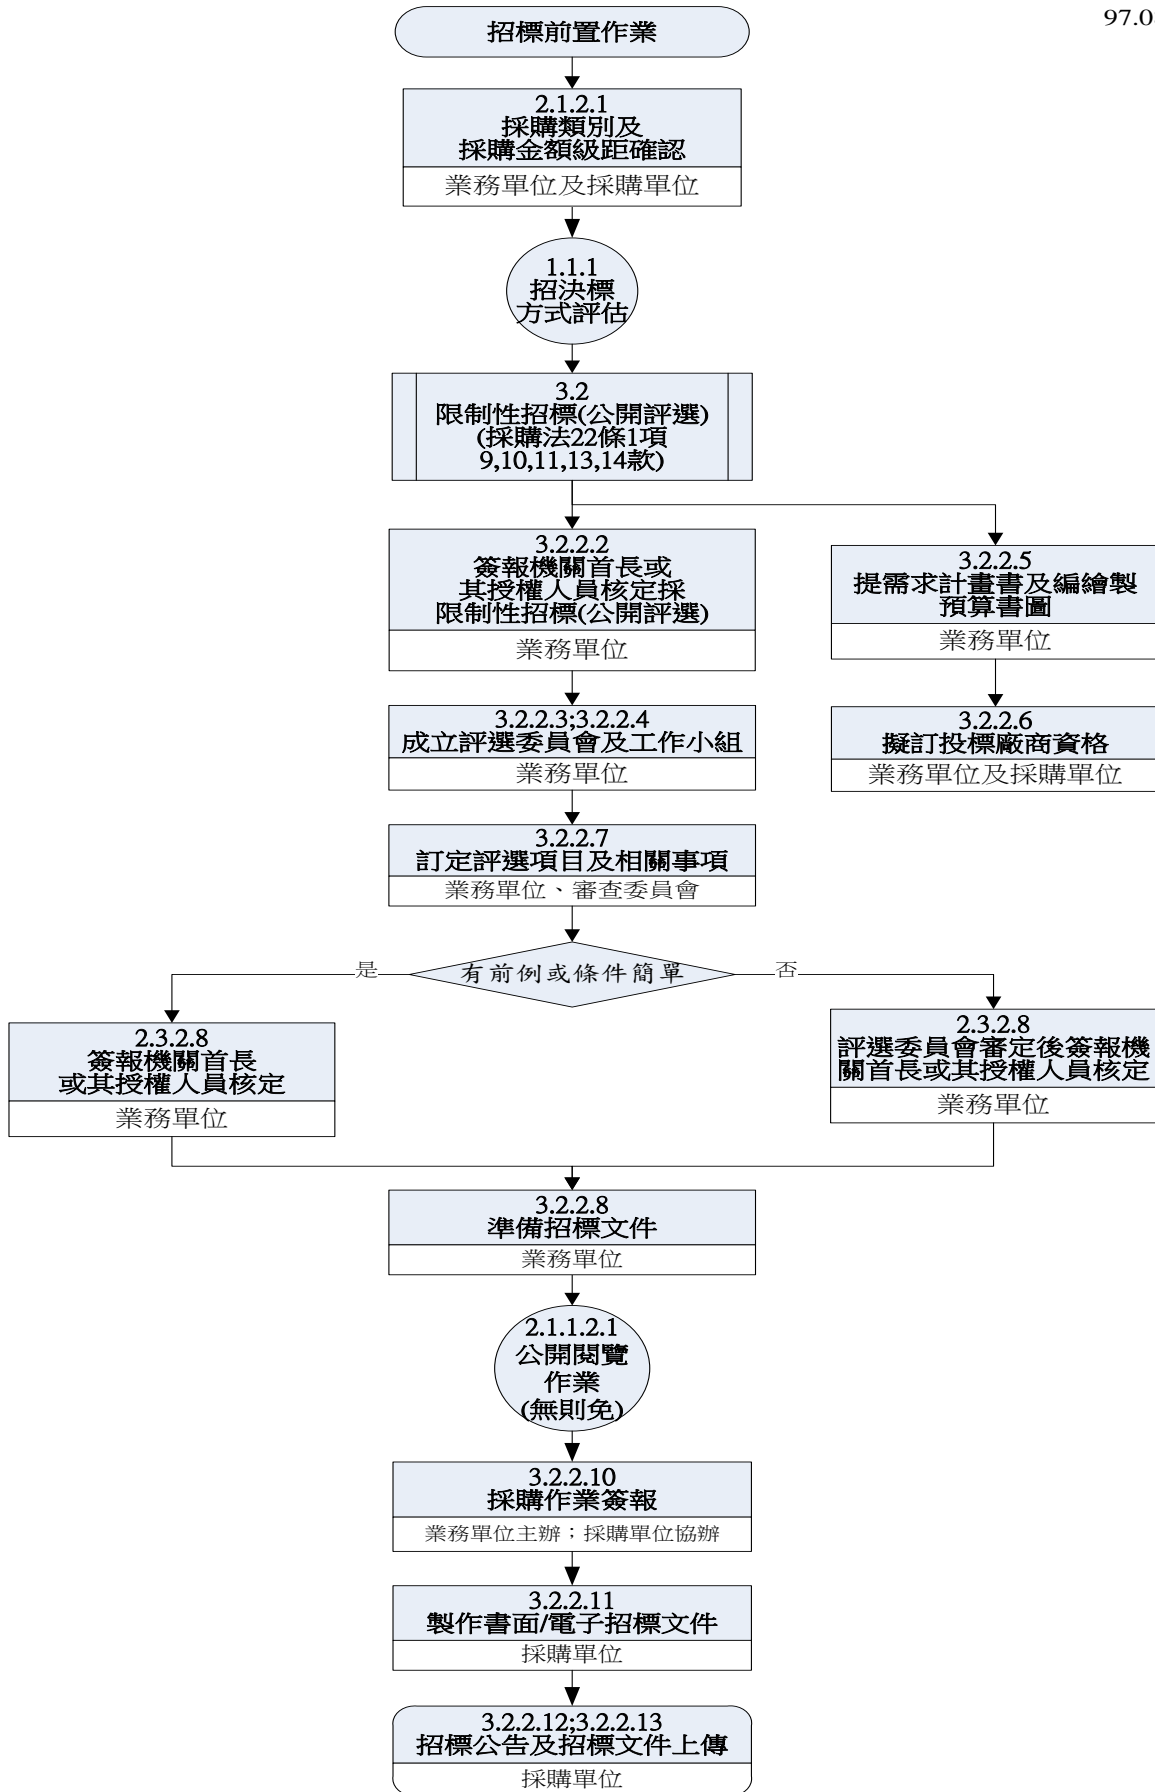 97.0
招標前置作業
2.1.2.1
採購類別及
採購金額級距確認
業務單位及採購單位
1.1.1
招決標
方式評估
3.2
限制性招標(公開評選)
(採購法22條1項
9,10,11,13,14款)
3.2.2.2
簽報機關首長或
其授權人員核定採
限制性招標(公開評選)
業務單位
3.2.2.5
提需求計畫書及編繪製
預算書圖
業務單位
3.2.2.3;3.2.2.4
成立評選委員會及工作小組
業務單位
3.2.2.6
擬訂投標廠商資格
業務單位及採購單位
3.2.2.7
訂定評選項目及相關事項
業務單位、審查委員會
有前例或條件簡單
是
否
2.3.2.8
簽報機關首長
或其授權人員核定
業務單位
2.3.2.8
評選委員會審定後簽報機
關首長或其授權人員核定
業務單位
3.2.2.8
準備招標文件
業務單位
2.1.1.2.1
公開閱覽
作業
(無則免)
3.2.2.10
採購作業簽報
業務單位主辦；採購單位協辦
3.2.2.11
製作書面/電子招標文件
採購單位
3.2.2.12;3.2.2.13
招標公告及招標文件上傳
採購單位